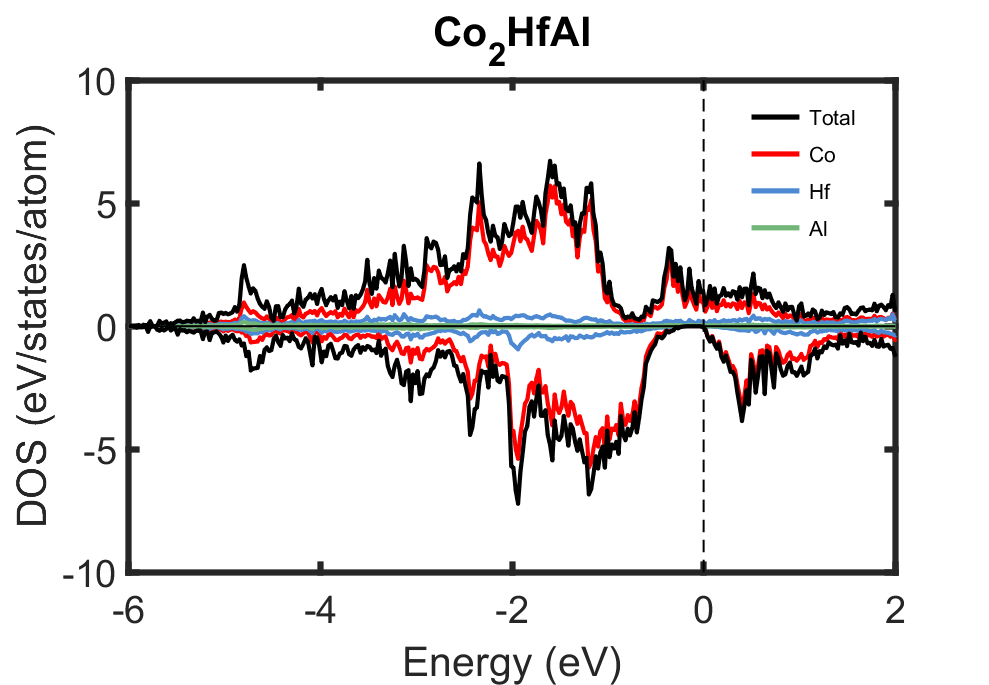 Co₂HfAl
10
5
0
-5
-10
DOS (eV/states/atom)
Total
Co
Hf
Al
-6 -4 -2 0 2
Energy (eV)